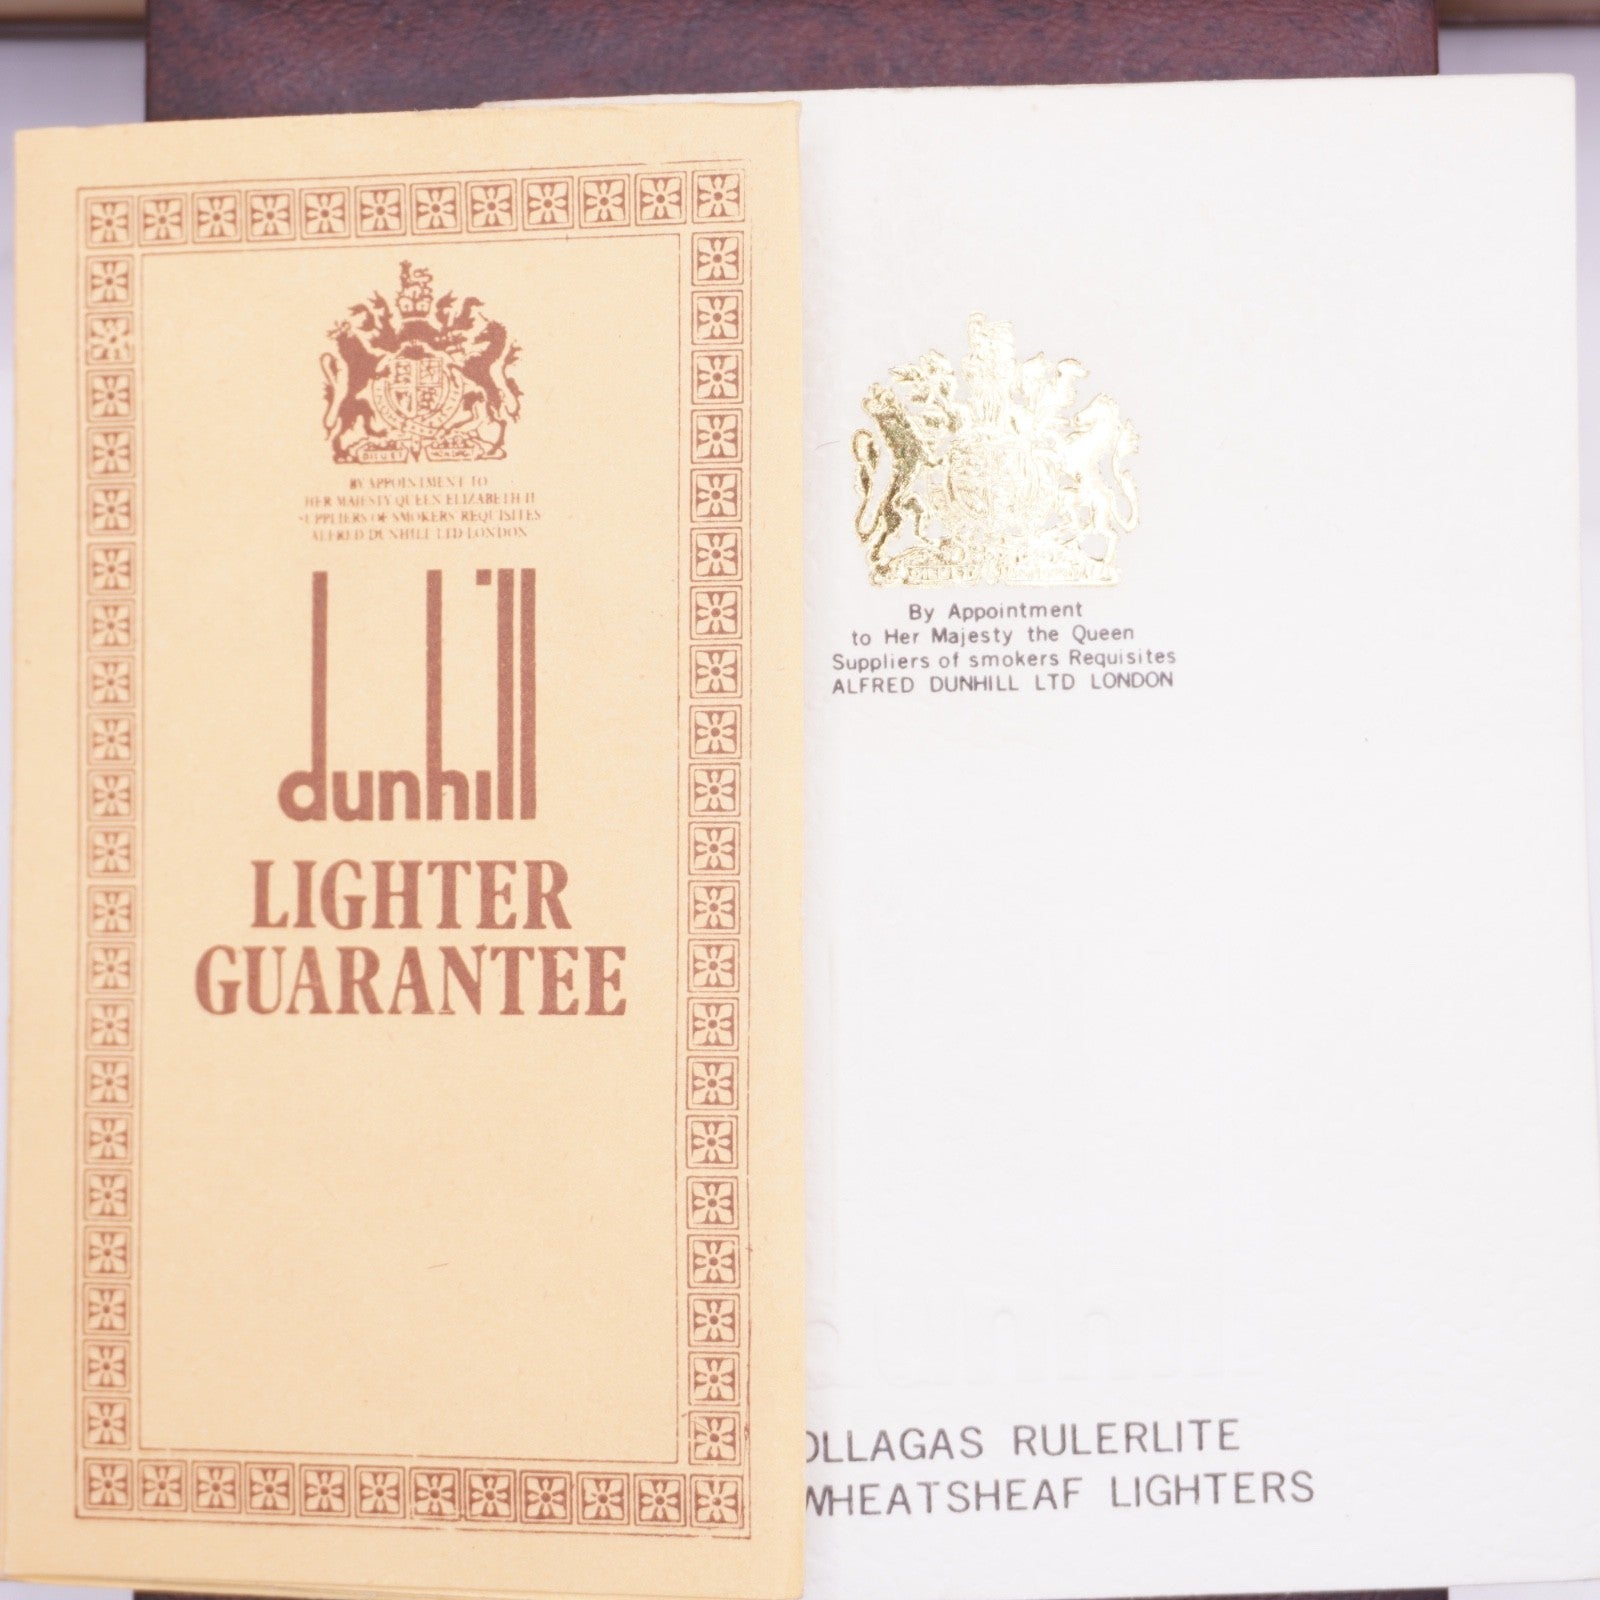 BY APPOINTMENT TO
HER MAJESTY QUEEN ELIZABETH II
SUPPLIERS OF SMOKERS REQUISITES
ALFRED DUNHILL LTD LONDON
dunhill
LIGHTER
GUARANTEE
By Appointment
to Her Majesty the Queen
Suppliers of smokers Requisites
ALFRED DUNHILL LTD LONDON
dunhill
OLLAGAS RULERLITE
WHEATSHEAF LIGHTERS